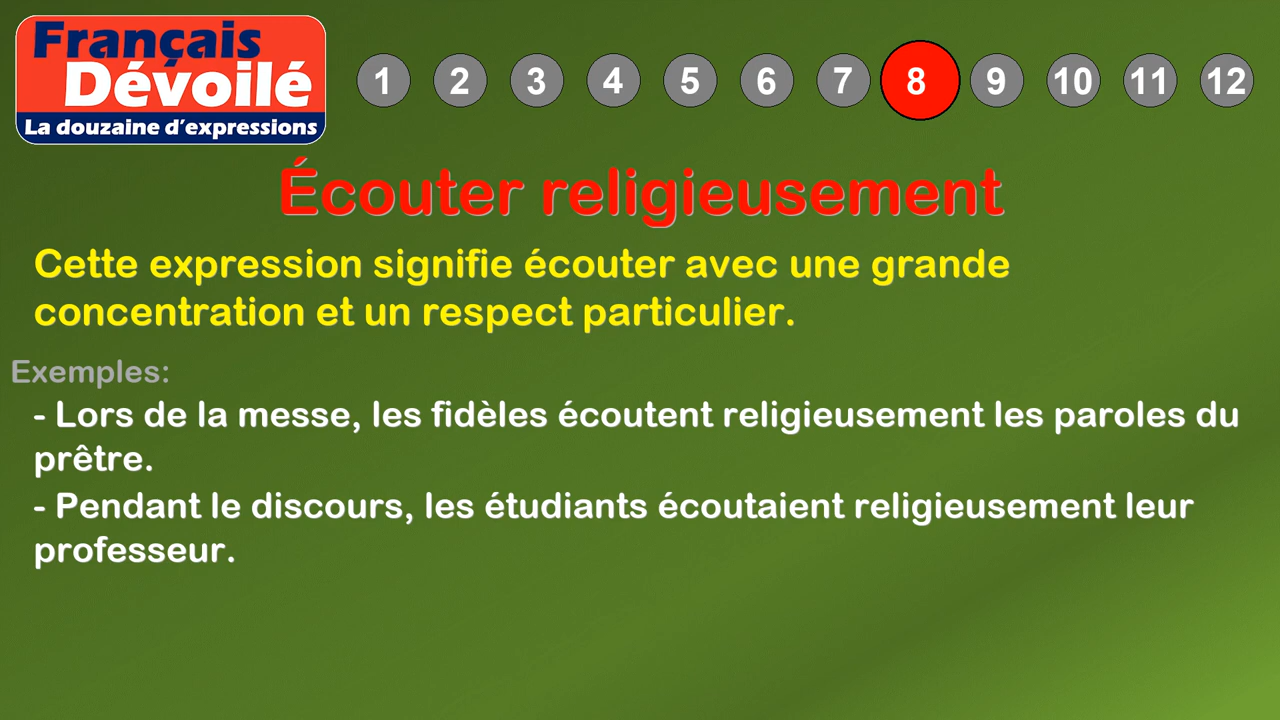 Français
Dévoilé
La douzaine d'expressions
1 2 3 4 5 6 7 8 9 10 11 12
Écouter religieusement
Cette expression signifie écouter avec une grande
concentration et un respect particulier.
Exemples:
- Lors de la messe, les fidèles écoutent religieusement les paroles du
prêtre.
- Pendant le discours, les étudiants écoutaient religieusement leur
professeur.